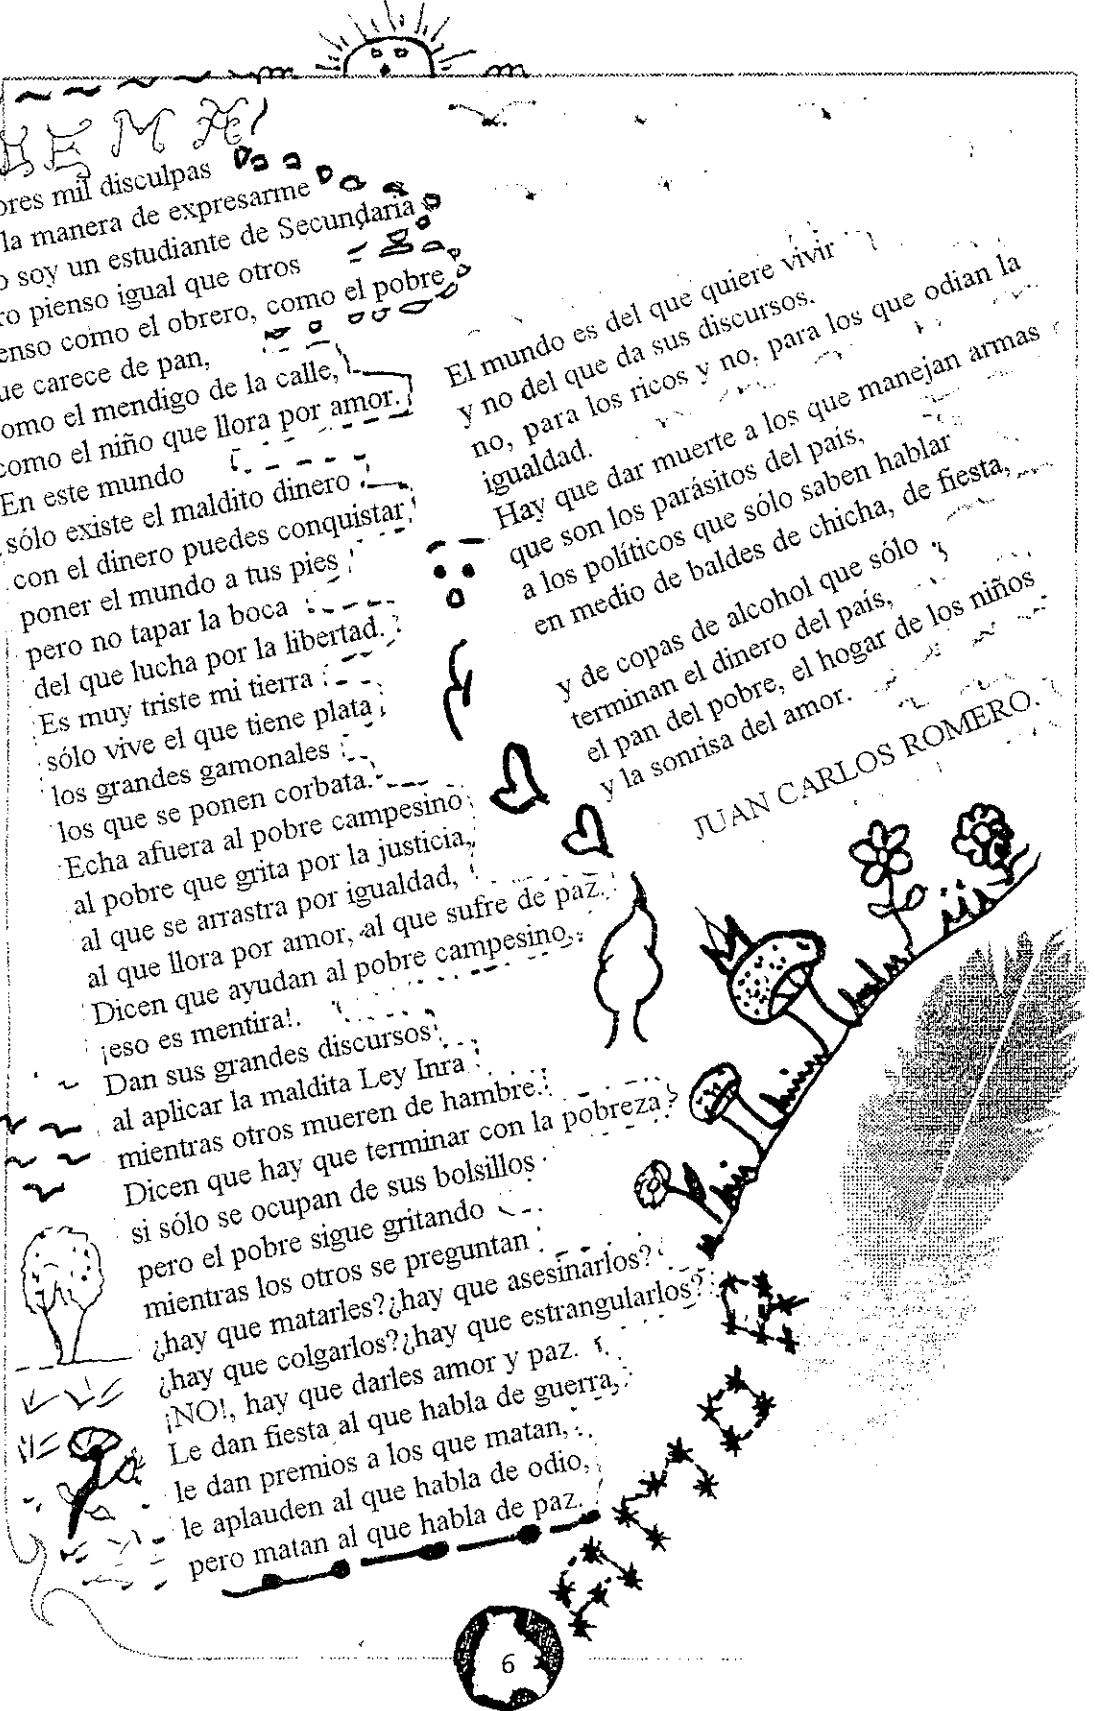 EMA
mil disculpas
la manera de expresarme
soy un estudiante de Secundaria
pienso igual que otros
como el obrero, como el pobre
carece de pan,
como el mendigo de la calle,
como el niño que llora por amor.
En este mundo
sólo existe el maldito dinero
con el dinero puedes conquistar
poner el mundo a tus pies
pero no tapar la boca
del que lucha por la libertad.
Es muy triste mi tierra
sólo vive el que tiene plata
los grandes gamonales
los que se ponen corbata.
Echa afuera al pobre campesino
al pobre que grita por la justicia,
al que se arrastra por igualdad,
al que llora por amor, al que sufre de paz.
Dicen que ayudan al pobre campesino,
¡eso es mentira!.
Dan sus grandes discursos
al aplicar la maldita Ley Inra
mientras otros mueren de hambre.
Dicen que hay que terminar con la pobreza
si sólo se ocupan de sus bolsillos
pero el pobre sigue gritando
mientras los otros se preguntan
¿hay que matarles?¿hay que asesinarlos?
¿hay que colgarlos?¿hay que estrangularlos?
¡NO!, hay que darles amor y paz.
Le dan fiesta al que habla de guerra,
le dan premios a los que matan,
le aplauden al que habla de odio,
pero matan al que habla de paz.
El mundo es del que quiere vivir
y no del que da sus discursos.
no, para los ricos y no, para los que odian la
igualdad.
Hay que dar muerte a los que manejan armas
que son los parásitos del país,
a los políticos que sólo saben hablar
en medio de baldes de chicha, de fiesta,
y de copas de alcohol que sólo
terminan el dinero del país,
el pan del pobre, el hogar de los niños
y la sonrisa del amor.
JUAN CARLOS ROMERO.
6